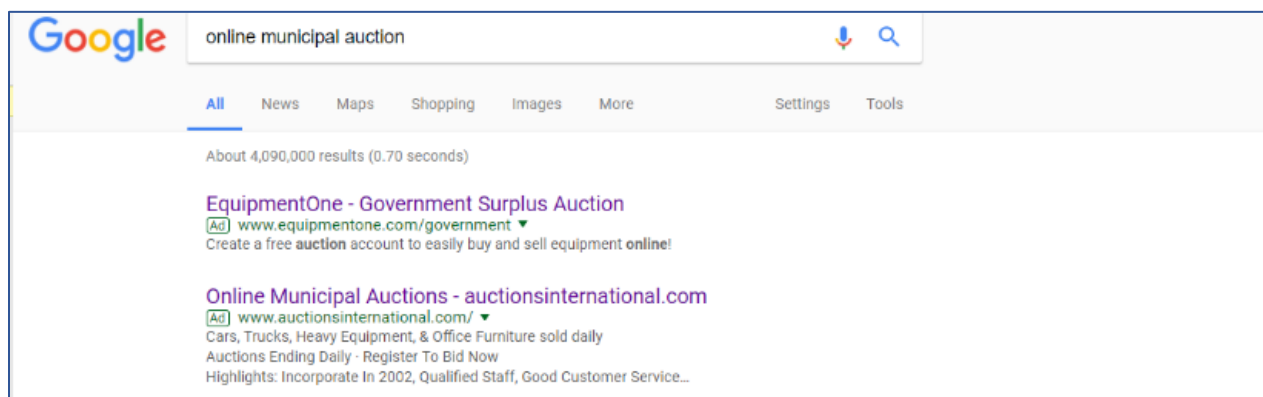 Google
online municipal auction
All News Maps Shopping Images More Settings Tools
About 4,090,000 results (0.70 seconds)
EquipmentOne - Government Surplus Auction
Ad www.equipmentone.com/government
Create a free auction account to easily buy and sell equipment online!
Online Municipal Auctions - auctionsinternational.com
Ad www.auctionsinternational.com/
Cars, Trucks, Heavy Equipment, & Office Furniture sold daily
Auctions Ending Daily · Register To Bid Now
Highlights: Incorporate In 2002, Qualified Staff, Good Customer Service…